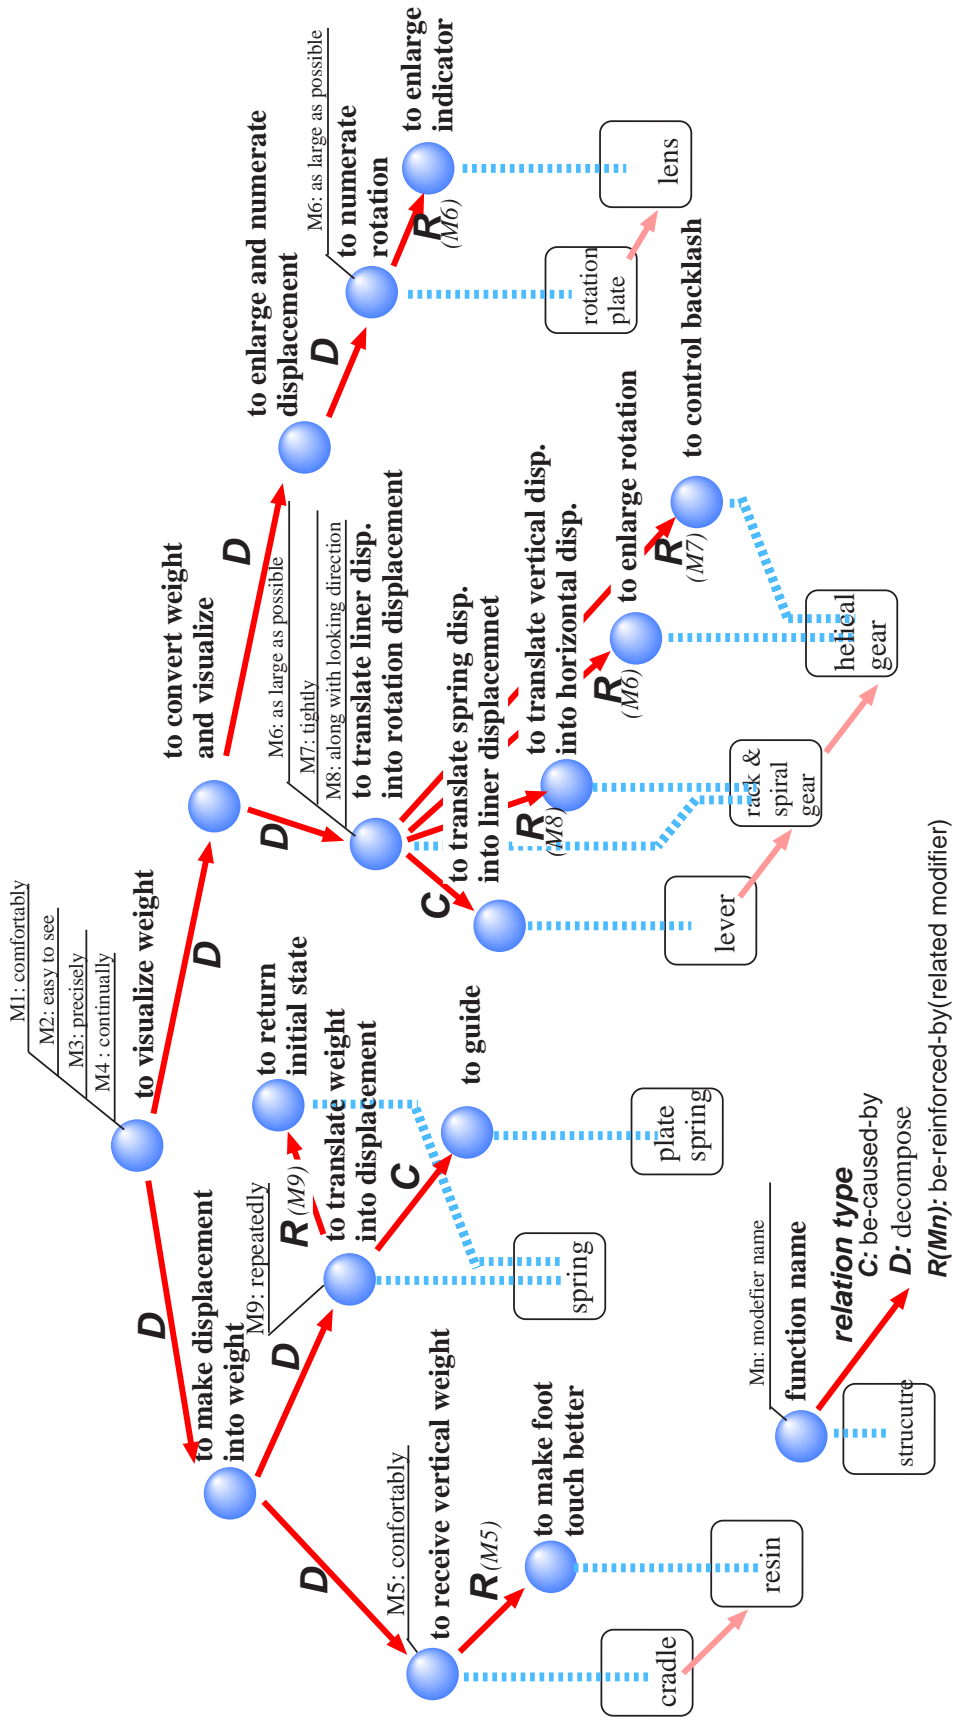 M1: comfortably
M2: easy to see
M3: precisely
M4 : continually
to visualize weight
D
D
to make displacement
into weight
to convert weight
and visualize
D
D
D
D
M5: confortably
to receive vertical weight
R (M5)
to make foot
touch better
cradle
resin
M9: repeatedly
to translate weight
into displacement
R (M9)
to return
initial state
C
to guide
spring
plate
spring
M6: as large as possible
M7: tightly
M8: along with looking direction
to translate liner disp.
into rotation displacement
C
to translate spring disp.
into liner displacemnet
R
(M8)
to translate vertical disp.
into horizontal disp.
R
(M6)
to enlarge rotation
R
(M7)
to control backlash
lever
rack &
spiral
gear
helical
gear
to enlarge and numerate
displacement
D
M6: as large as possible
to numerate
rotation
R
(M6)
to enlarge
indicator
rotation
plate
lens
Mn: modefier name
function name
strucutre
relation type
C: be-caused-by
D: decompose
R(Mn): be-reinforced-by(related modifier)